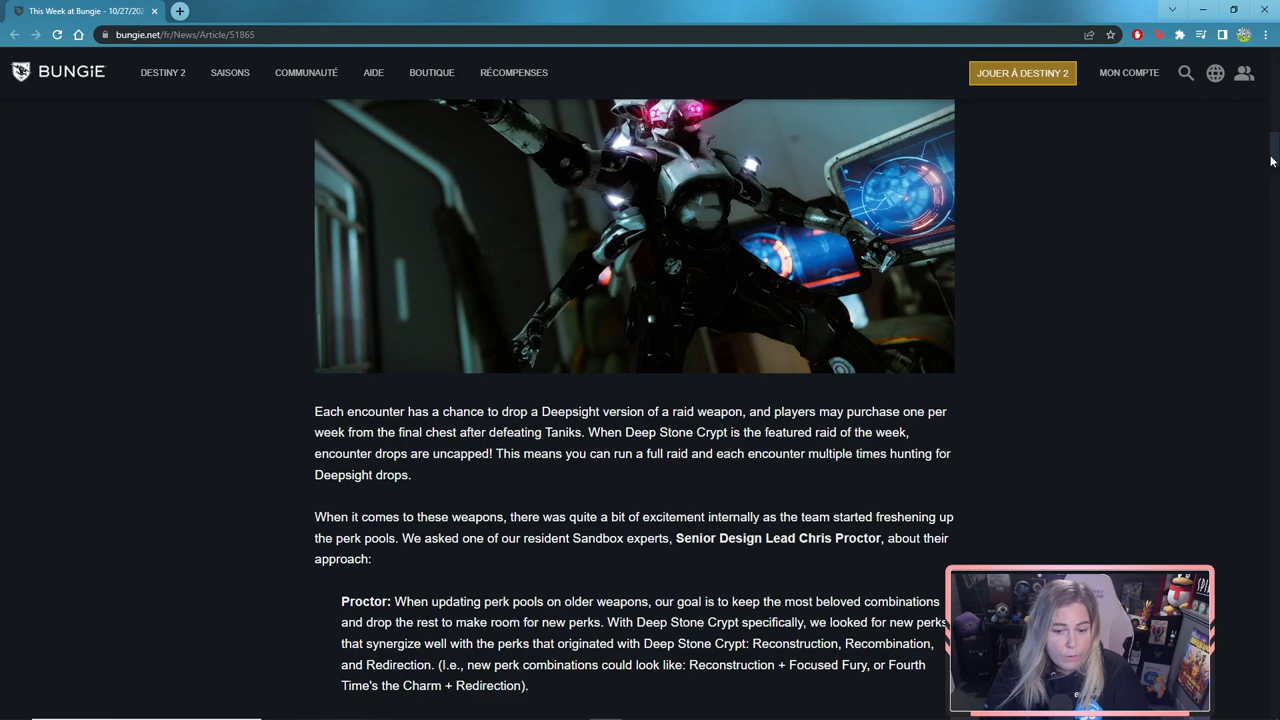 This Week at Bungie - 10/27/202
bungie.net/fr/News/Article/51865
BUNGiE
DESTINY 2
SAISONS
COMMUNAUTÉ
AIDE
BOUTIQUE
RÉCOMPENSES
JOUER À DESTINY 2
MON COMPTE
Each encounter has a chance to drop a Deepsight version of a raid weapon, and players may purchase one per
week from the final chest after defeating Taniks. When Deep Stone Crypt is the featured raid of the week,
encounter drops are uncapped! This means you can run a full raid and each encounter multiple times hunting for
Deepsight drops.
When it comes to these weapons, there was quite a bit of excitement internally as the team started freshening up
the perk pools. We asked one of our resident Sandbox experts, Senior Design Lead Chris Proctor, about their
approach:
Proctor: When updating perk pools on older weapons, our goal is to keep the most beloved combinations
and drop the rest to make room for new perks. With Deep Stone Crypt specifically, we looked for new perks
that synergize well with the perks that originated with Deep Stone Crypt: Reconstruction, Recombination,
and Redirection. (I.e., new perk combinations could look like: Reconstruction + Focused Fury, or Fourth
Time's the Charm + Redirection).